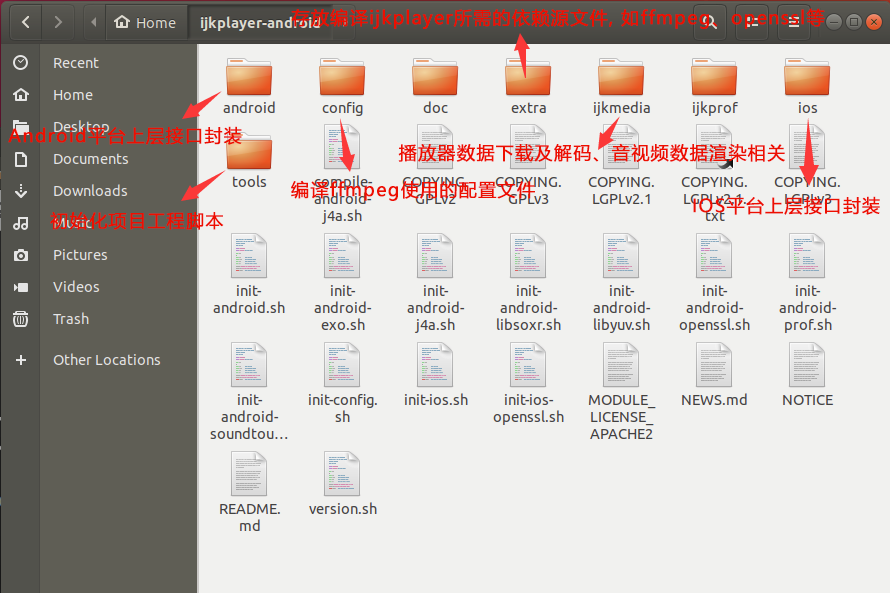 Home
ijkplayer-android
存放编译ijkplayer所需的依赖源文件, 如ffmpeg、openssl等
Recent
Home
Desktop
Documents
Downloads
Music
Pictures
Videos
Trash
Other Locations
android
config
doc
extra
ijkmedia
ijkprof
ios
Android平台上层接口封装
播放器数据下载及解码、音视频数据渲染相关
编译ffmpeg使用的配置文件
iOS平台上层接口封装
初始化项目工程脚本
tools
compile-
android-
j4a.sh
COPYING.
GPLv2
COPYING.
GPLv3
COPYING.
LGPLv2.1
COPYING.
LGPLv2.1.
txt
COPYING.
LGPLv3
init-
android.sh
init-
android-
exo.sh
init-
android-
j4a.sh
init-
android-
libsoxr.sh
init-
android-
libyuv.sh
init-
android-
openssl.sh
init-
android-
prof.sh
init-
android-
soundtou...
init-config.
sh
init-ios.sh
init-ios-
openssl.sh
MODULE_
LICENSE_
APACHE2
NEWS.md
NOTICE
README.
md
version.sh